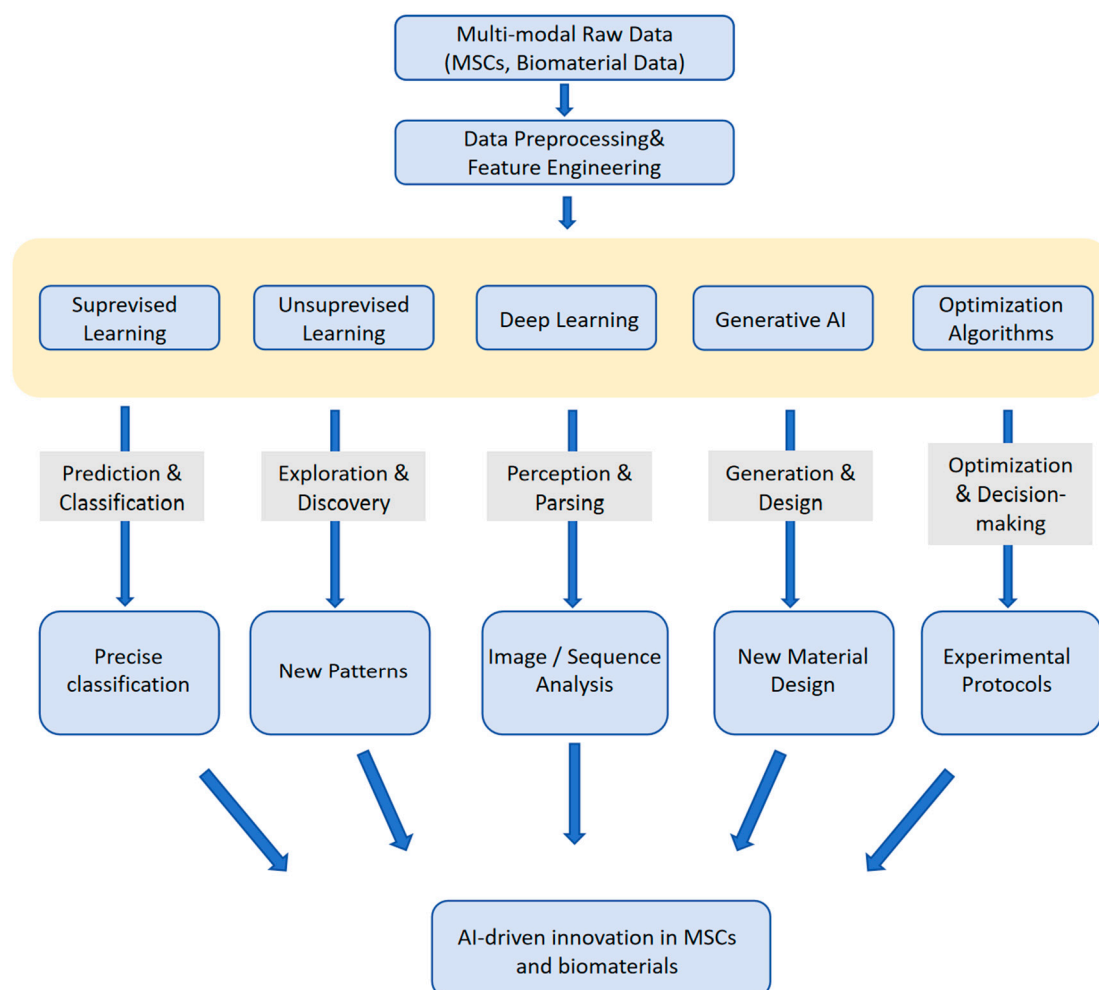 Multi-modal Raw Data
(MSCs, Biomaterial Data)
Data Preprocessing&
Feature Engineering
Suprevised
Learning
Unsuprevised
Learning
Deep Learning
Generative AI
Optimization
Algorithms
Prediction &
Classification
Exploration &
Discovery
Perception &
Parsing
Generation &
Design
Optimization
& Decision-
making
Precise
classification
New Patterns
Image / Sequence
Analysis
New Material
Design
Experimental
Protocols
AI-driven innovation in MSCs
and biomaterials